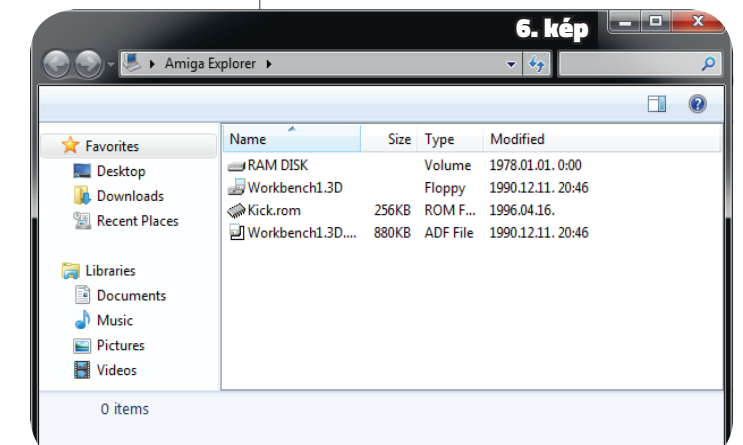 6. kép
Amiga Explorer
Favorites
Desktop
Downloads
Recent Places
Libraries
Documents
Music
Pictures
Videos
Name Size Type Modified
RAM DISK Volume 1978.01.01. 0:00
Workbench1.3D Floppy 1990.12.11. 20:46
Kick.rom 256KB ROM F... 1996.04.16.
Workbench1.3D.... 880KB ADF File 1990.12.11. 20:46
0 items